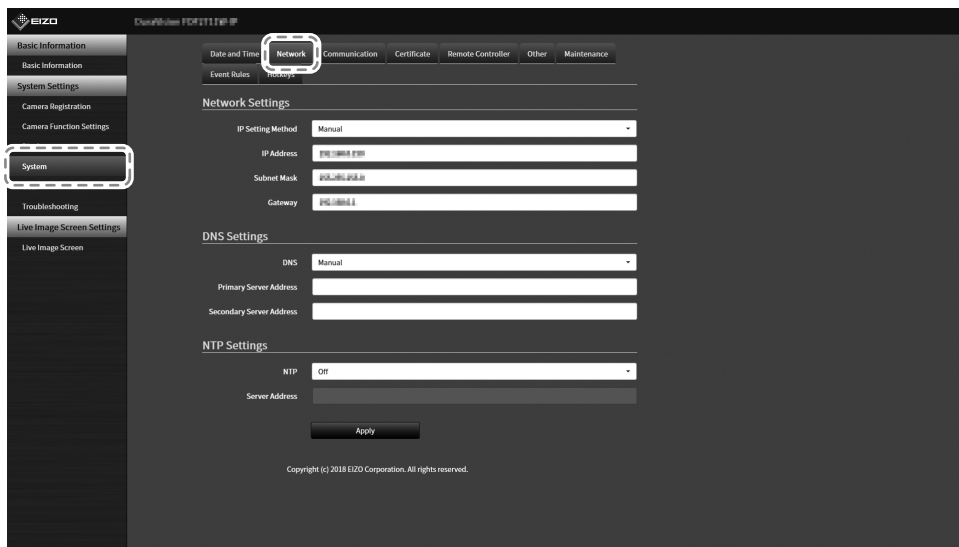 EIZO
Basic Information
Basic Information
System Settings
Camera Registration
Camera Function Settings
System
Troubleshooting
Live Image Screen Settings
Live Image Screen
Date and Time Network Communication Certificate Remote Controller Other Maintenance
Event Rules Hotkeys
Network Settings
IP Setting Method Manual
IP Address
Subnet Mask
Gateway
DNS Settings
DNS Manual
Primary Server Address
Secondary Server Address
NTP Settings
NTP Off
Server Address
Apply
Copyright (c) 2018 EIZO Corporation. All rights reserved.